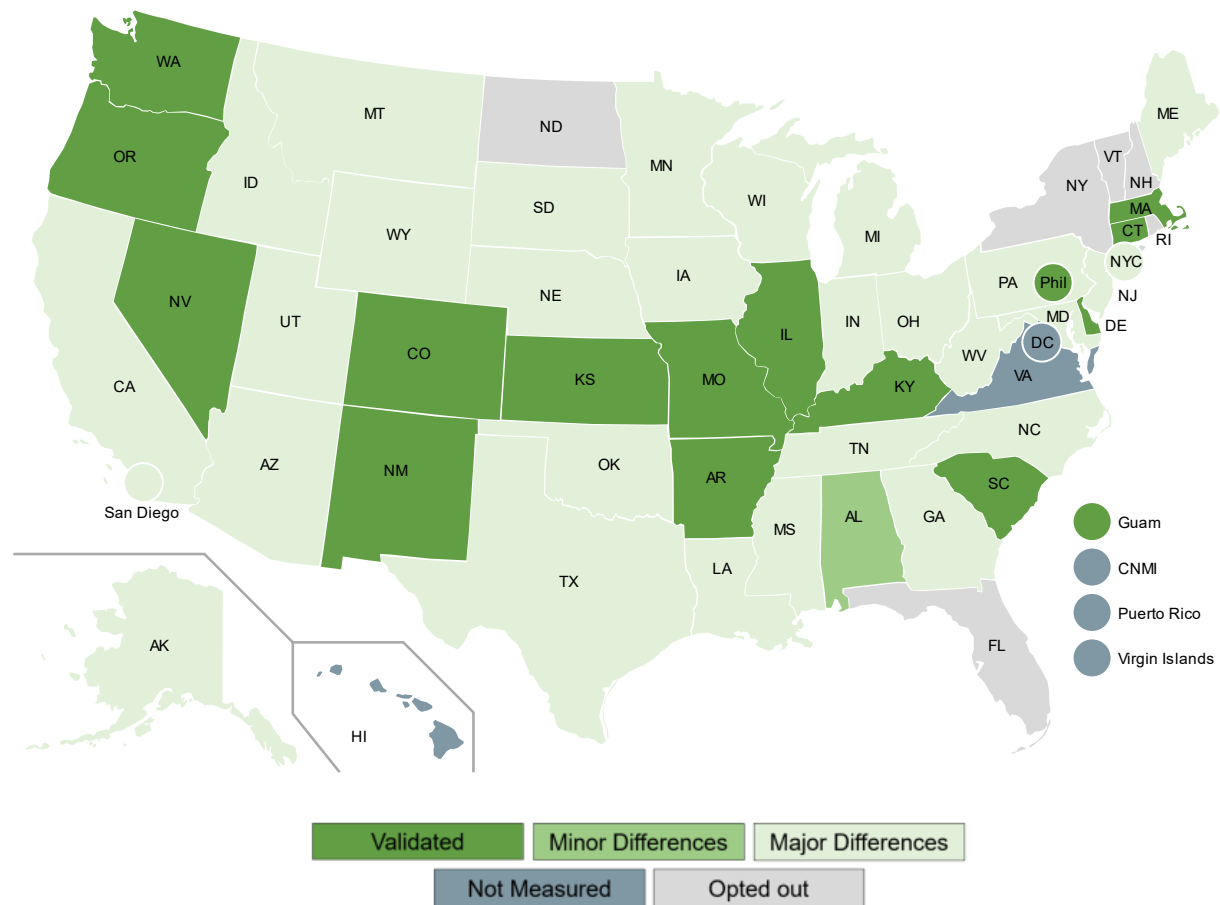 WA
MT
ND
ME
OR
ID
MN
VT
NH
NY
SD
WI
MA
WY
MI
CT
RI
NYC
IA
PA
Phil
NJ
NV
UT
NE
IN
OH
MD
DE
IL
DC
CO
WV
VA
CA
KS
MO
KY
NC
TN
AZ
NM
OK
AR
SC
San Diego
MS
AL
GA
Guam
LA
CNMI
TX
Puerto Rico
AK
FL
Virgin Islands
HI
Validated
Minor Differences
Major Differences
Not Measured
Opted out